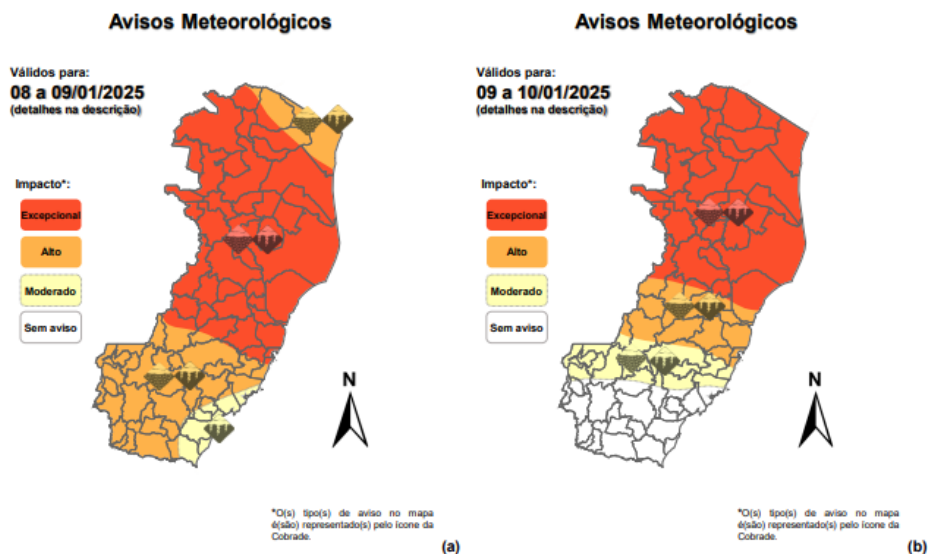 Avisos Meteorológicos
Válidos para:
08 a 09/01/2025
(detalhes na descrição)
Impacto*:
Excepcional
Alto
Moderado
Sem aviso
N
*O(s) tipo(s) de aviso no mapa
é(são) representado(s) pelo ícone da
Cobrade.
(a)
Avisos Meteorológicos
Válidos para:
09 a 10/01/2025
(detalhes na descrição)
Impacto*:
Excepcional
Alto
Moderado
Sem aviso
N
*O(s) tipo(s) de aviso no mapa
é(são) representado(s) pelo ícone da
Cobrade.
(b)